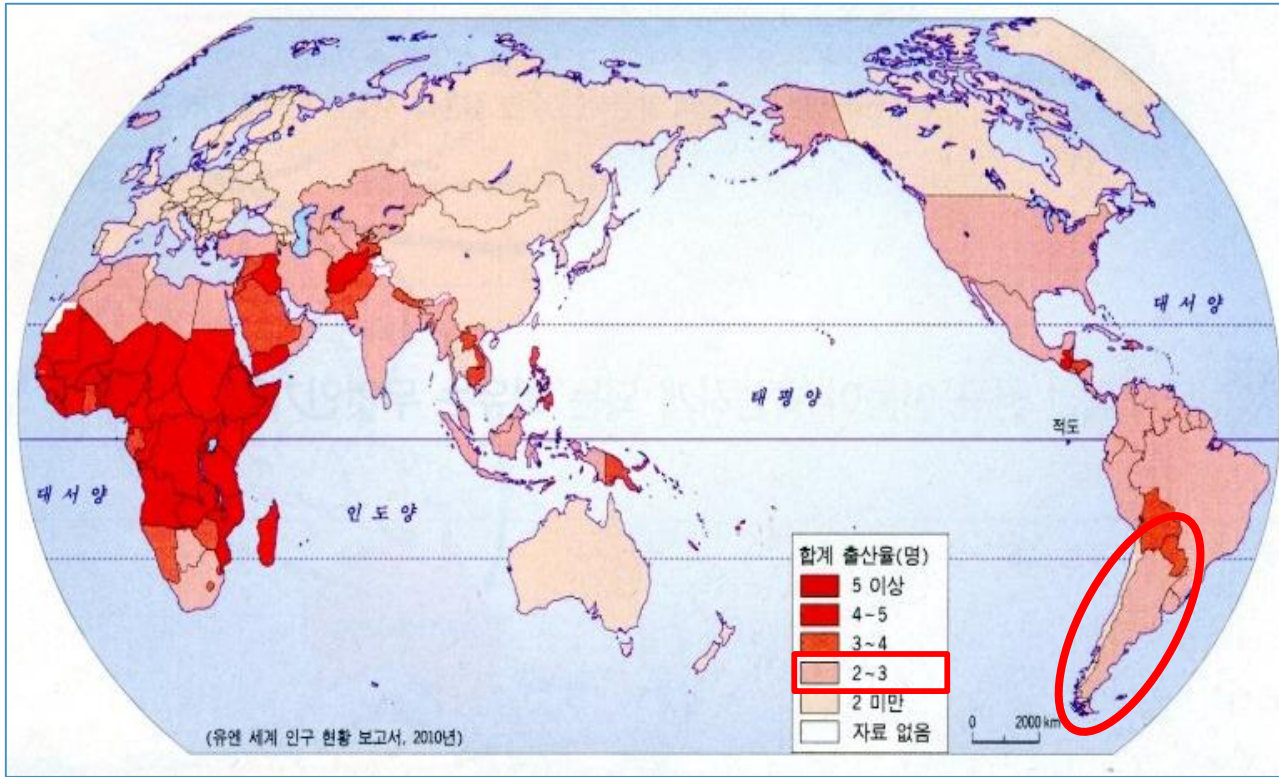 대서양
적도
태평양
대서양
인도양
합계 출산율(명)
5 이상
4~5
3~4
2~3
2 미만
자료 없음
0 2000 km
(유엔 세계 인구 현황 보고서, 2010년)